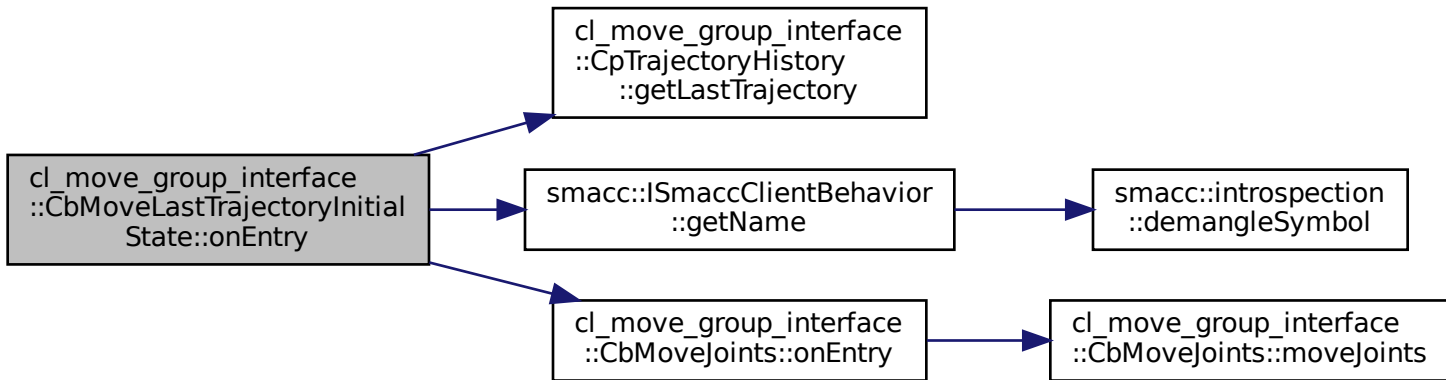 cl_move_group_interface
::CbMoveLastTrajectoryInitial
State::onEntry
cl_move_group_interface
::CpTrajectoryHistory
::getLastTrajectory
smacc::ISmaccClientBehavior
::getName
smacc::introspection
::demangleSymbol
cl_move_group_interface
::CbMoveJoints::onEntry
cl_move_group_interface
::CbMoveJoints::moveJoints